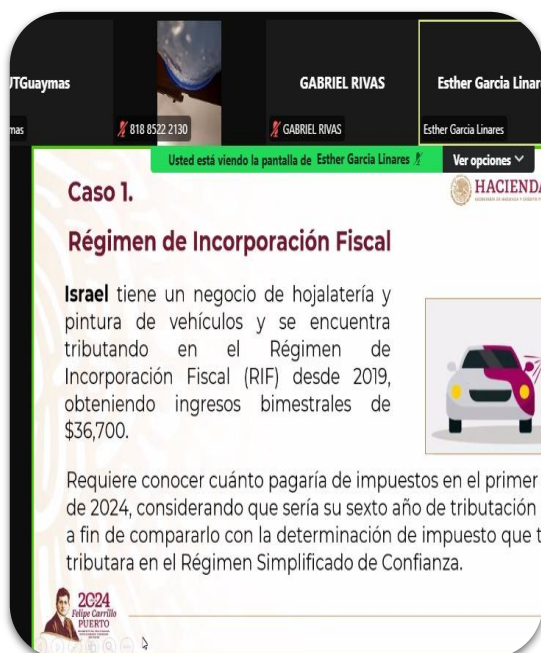 JTGuaymas
818 8522 2130
GABRIEL RIVAS
GABRIEL RIVAS
Esther Garcia Linar
Esther Garcia Linares
Usted está viendo la pantalla de Esther Garcia Linares
Ver opciones
Caso 1.
HACIENDA
Régimen de Incorporación Fiscal
Israel tiene un negocio de hojalatería y
pintura de vehículos y se encuentra
tributando en el Régimen de
Incorporación Fiscal (RIF) desde 2019,
obteniendo ingresos bimestrales de
$36,700.
Requiere conocer cuánto pagaría de impuestos en el primer
de 2024, considerando que sería su sexto año de tributación
a fin de compararlo con la determinación de impuesto que t
tributara en el Régimen Simplificado de Confianza.
2024
Felipe Carrillo
PUERTO